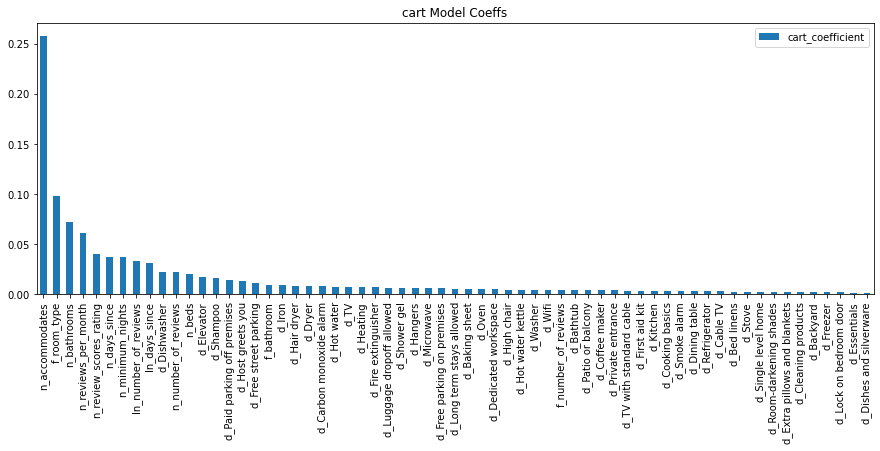 cart Model Coeffs
cart_coefficient
0.25
0.20
0.15
0.10
0.05
0.00
n_accommodates
f_room_type
n_bathrooms
n_reviews_per_month
n_review_scores_rating
n_days_since
n_minimum_nights
ln_number_of_reviews
ln_days_since
d_Dishwasher
n_number_of_reviews
n_beds
d_Elevator
d_Shampoo
d_Paid parking off premises
d_Host greets you
d_Free street parking
f_bathroom
d_Iron
d_Hair dryer
d_Dryer
d_Carbon monoxide alarm
d_Hot water
d_TV
d_Heating
d_Fire extinguisher
d_Luggage dropoff allowed
d_Shower gel
d_Hangers
d_Microwave
d_Free parking on premises
d_Long term stays allowed
d_Baking sheet
d_Oven
d_Dedicated workspace
d_High chair
d_Hot water kettle
d_Washer
d_Wifi
f_number_of_reviews
d_Bathtub
d_Patio or balcony
d_Coffee maker
d_Private entrance
d_TV with standard cable
d_First aid kit
d_Kitchen
d_Cooking basics
d_Smoke alarm
d_Dining table
d_Refrigerator
d_Cable TV
d_Bed linens
d_Stove
d_Single level home
d_Room-darkening shades
d_Extra pillows and blankets
d_Cleaning products
d_Backyard
d_Freezer
d_Lock on bedroom door
d_Essentials
d_Dishes and silverware